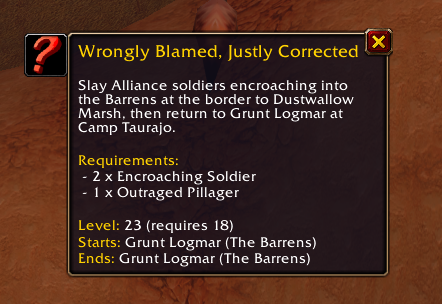 Wrongly Blamed, Justly Corrected
Slay Alliance soldiers encroaching into
the Barrens at the border to Dustwallow
Marsh, then return to Grunt Logmar at
Camp Taurajo.
Requirements:
- 2 x Encroaching Soldier
- 1 x Outraged Pillager
Level: 23 (requires 18)
Starts: Grunt Logmar (The Barrens)
Ends: Grunt Logmar (The Barrens)